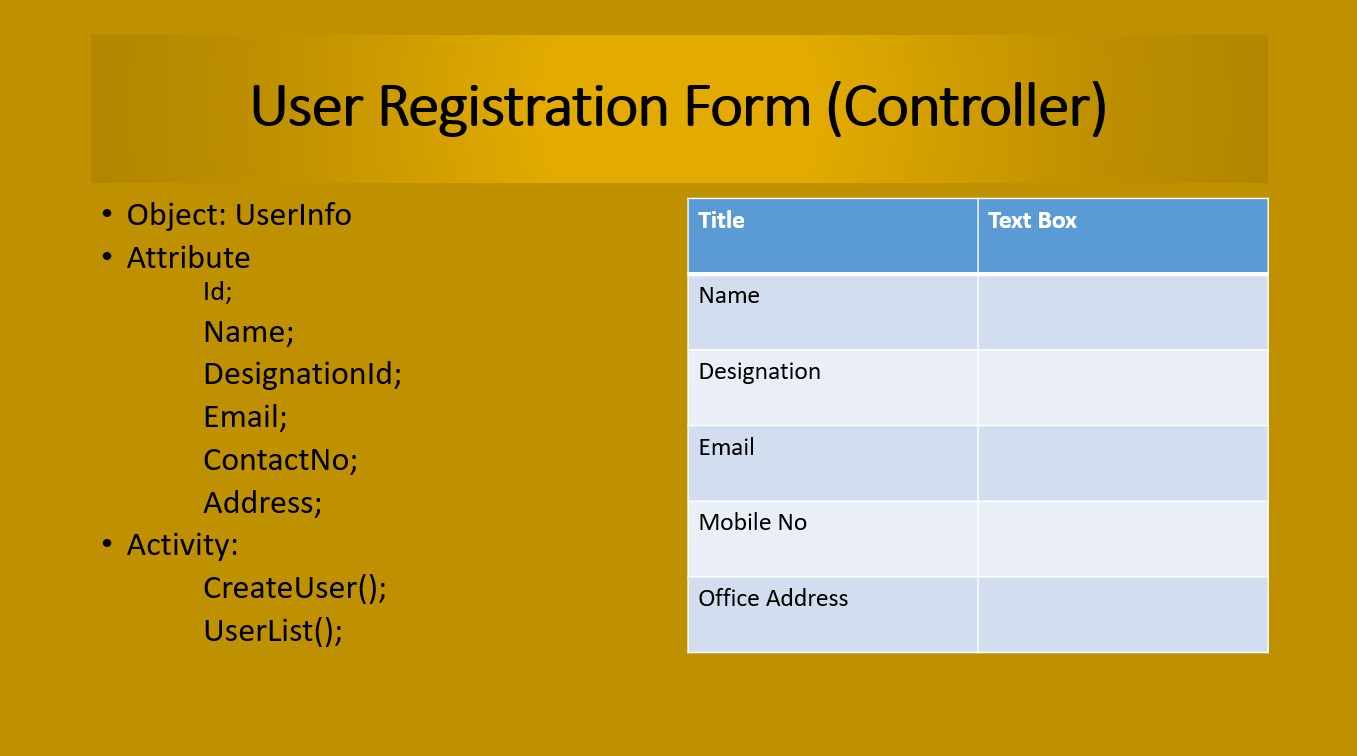 User Registration Form (Controller)
• Object: UserInfo
• Attribute
Id;
Name;
DesignationId;
Email;
ContactNo;
Address;
• Activity:
CreateUser();
UserList();
Title Text Box
Name
Designation
Email
Mobile No
Office Address